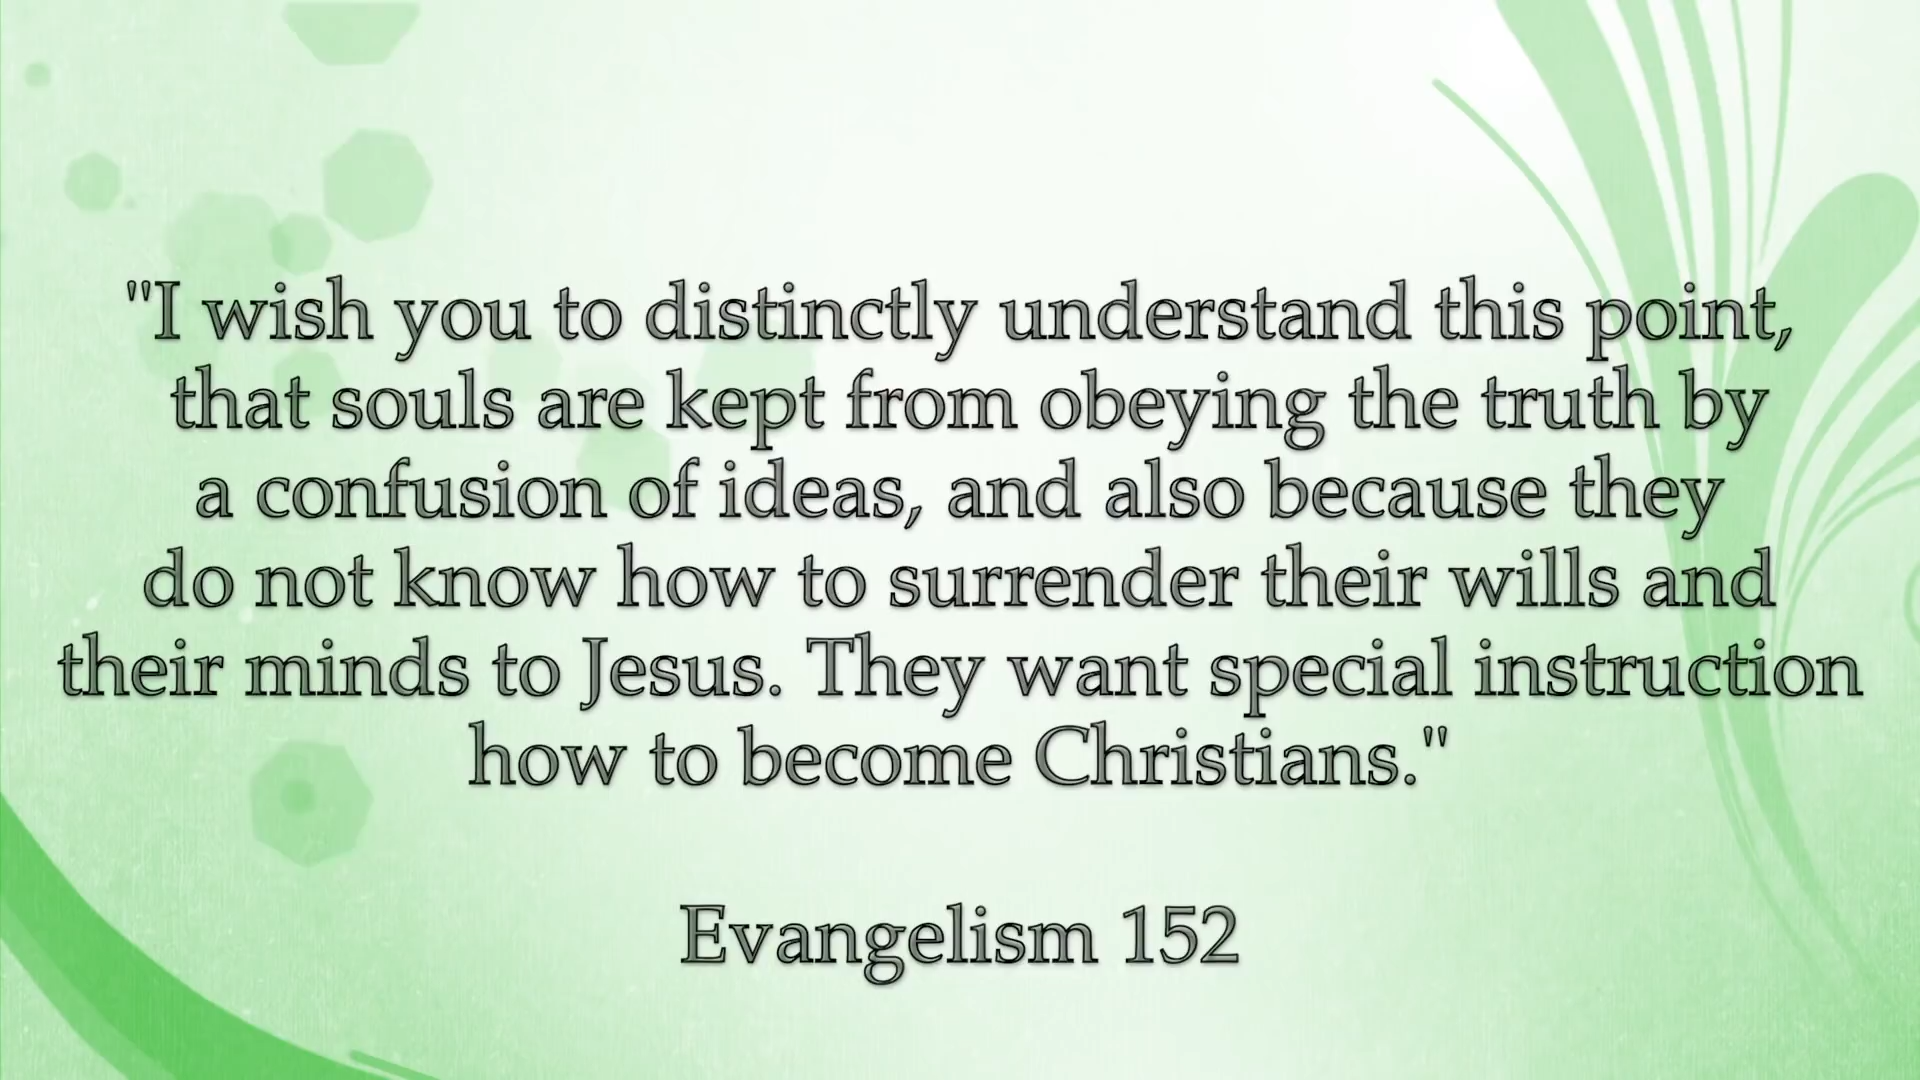 "I wish you to distinctly understand this point,
that souls are kept from obeying the truth by
a confusion of ideas, and also because they
do not know how to surrender their wills and
their minds to Jesus. They want special instruction
how to become Christians."
Evangelism 152